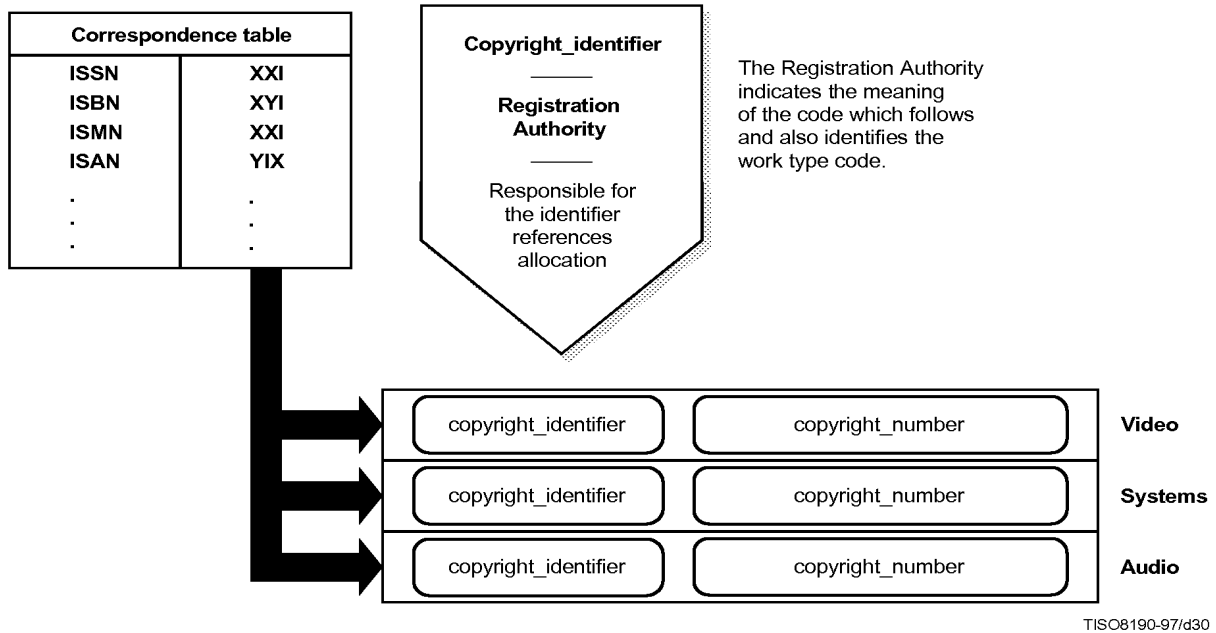 Correspondence table
ISSN XXI
ISBN XYI
ISMN XXI
ISAN YIX
. .
. .
. .
Copyright_identifier
Registration
Authority
Responsible for
the identifier
references
allocation
The Registration Authority
indicates the meaning
of the code which follows
and also identifies the
work type code.
copyright_identifier copyright_number Video
copyright_identifier copyright_number Systems
copyright_identifier copyright_number Audio
TISO8190-97/d30